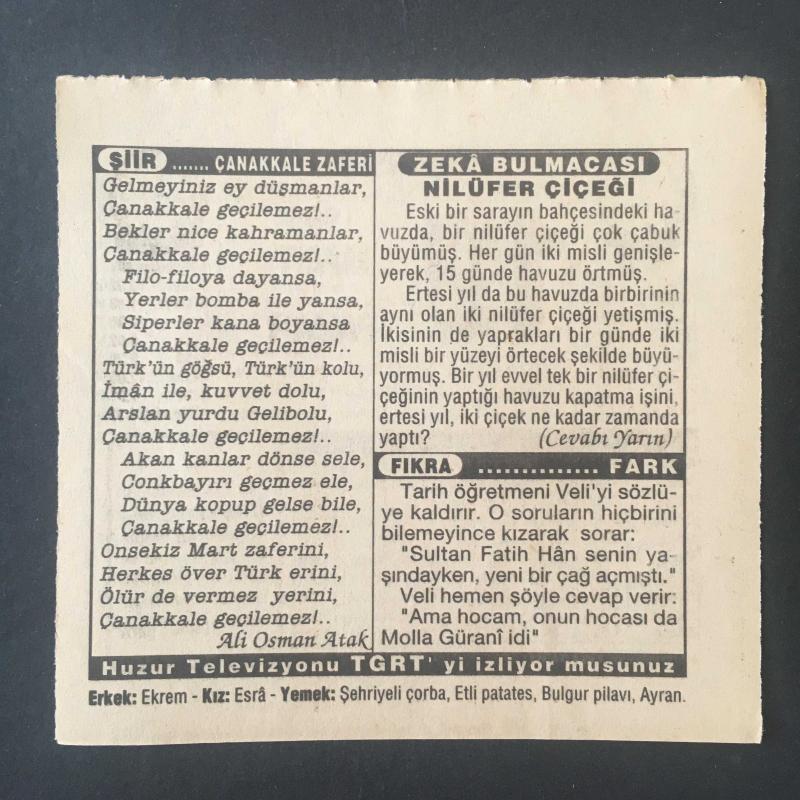 ŞİİR ....... ÇANAKKALE ZAFERİ
Gelmeyiniz ey düşmanlar,
Çanakkale geçilemez!..
Bekler nice kahramanlar,
Çanakkale geçilemez!..
Filo-filoya dayansa,
Yerler bomba ile yansa,
Siperler kana boyansa
Çanakkale geçilemez!..
Türk'ün göğsü, Türk'ün kolu,
İmân ile, kuvvet dolu,
Arslan yurdu Gelibolu,
Çanakkale geçilemez!..
Akan kanlar dönse sele,
Conkbayırı geçmez ele,
Dünya kopup gelse bile,
Çanakkale geçilemez!..
Onsekiz Mart zaferini,
Herkes över Türk erini,
Ölür de vermez yerini,
Çanakkale geçilemez!..
Ali Osman Atak
ZEKÂ BULMACASI
NİLÜFER ÇİÇEĞİ
Eski bir sarayın bahçesindeki ha-
vuzda, bir nilüfer çiçeği çok çabuk
büyümüş. Her gün iki misli genişle-
yerek, 15 günde havuzu örtmüş.
Ertesi yıl da bu havuzda birbirinin
aynı olan iki nilüfer çiçeği yetişmiş.
İkisinin de yaprakları bir günde iki
misli bir yüzeyi örtecek şekilde büyü-
yormuş. Bir yıl evvel tek bir nilüfer çi-
çeğinin yaptığı havuzu kapatma işini,
ertesi yıl, iki çiçek ne kadar zamanda
yaptı? (Cevabı Yarın)
FIKRA .............. FARK
Tarih öğretmeni Veli'yi sözlü-
ye kaldırır. O soruların hiçbirini
bilemeyince kızarak sorar:
"Sultan Fatih Hân senin ya-
şındayken, yeni bir çağ açmıştı."
Veli hemen şöyle cevap verir:
"Ama hocam, onun hocası da
Molla Güranî idi"
Huzur Televizyonu TGRT' yi izliyor musunuz
Erkek: Ekrem - Kız: Esrâ - Yemek: Şehriyeli çorba, Etli patates, Bulgur pilavı, Ayran.